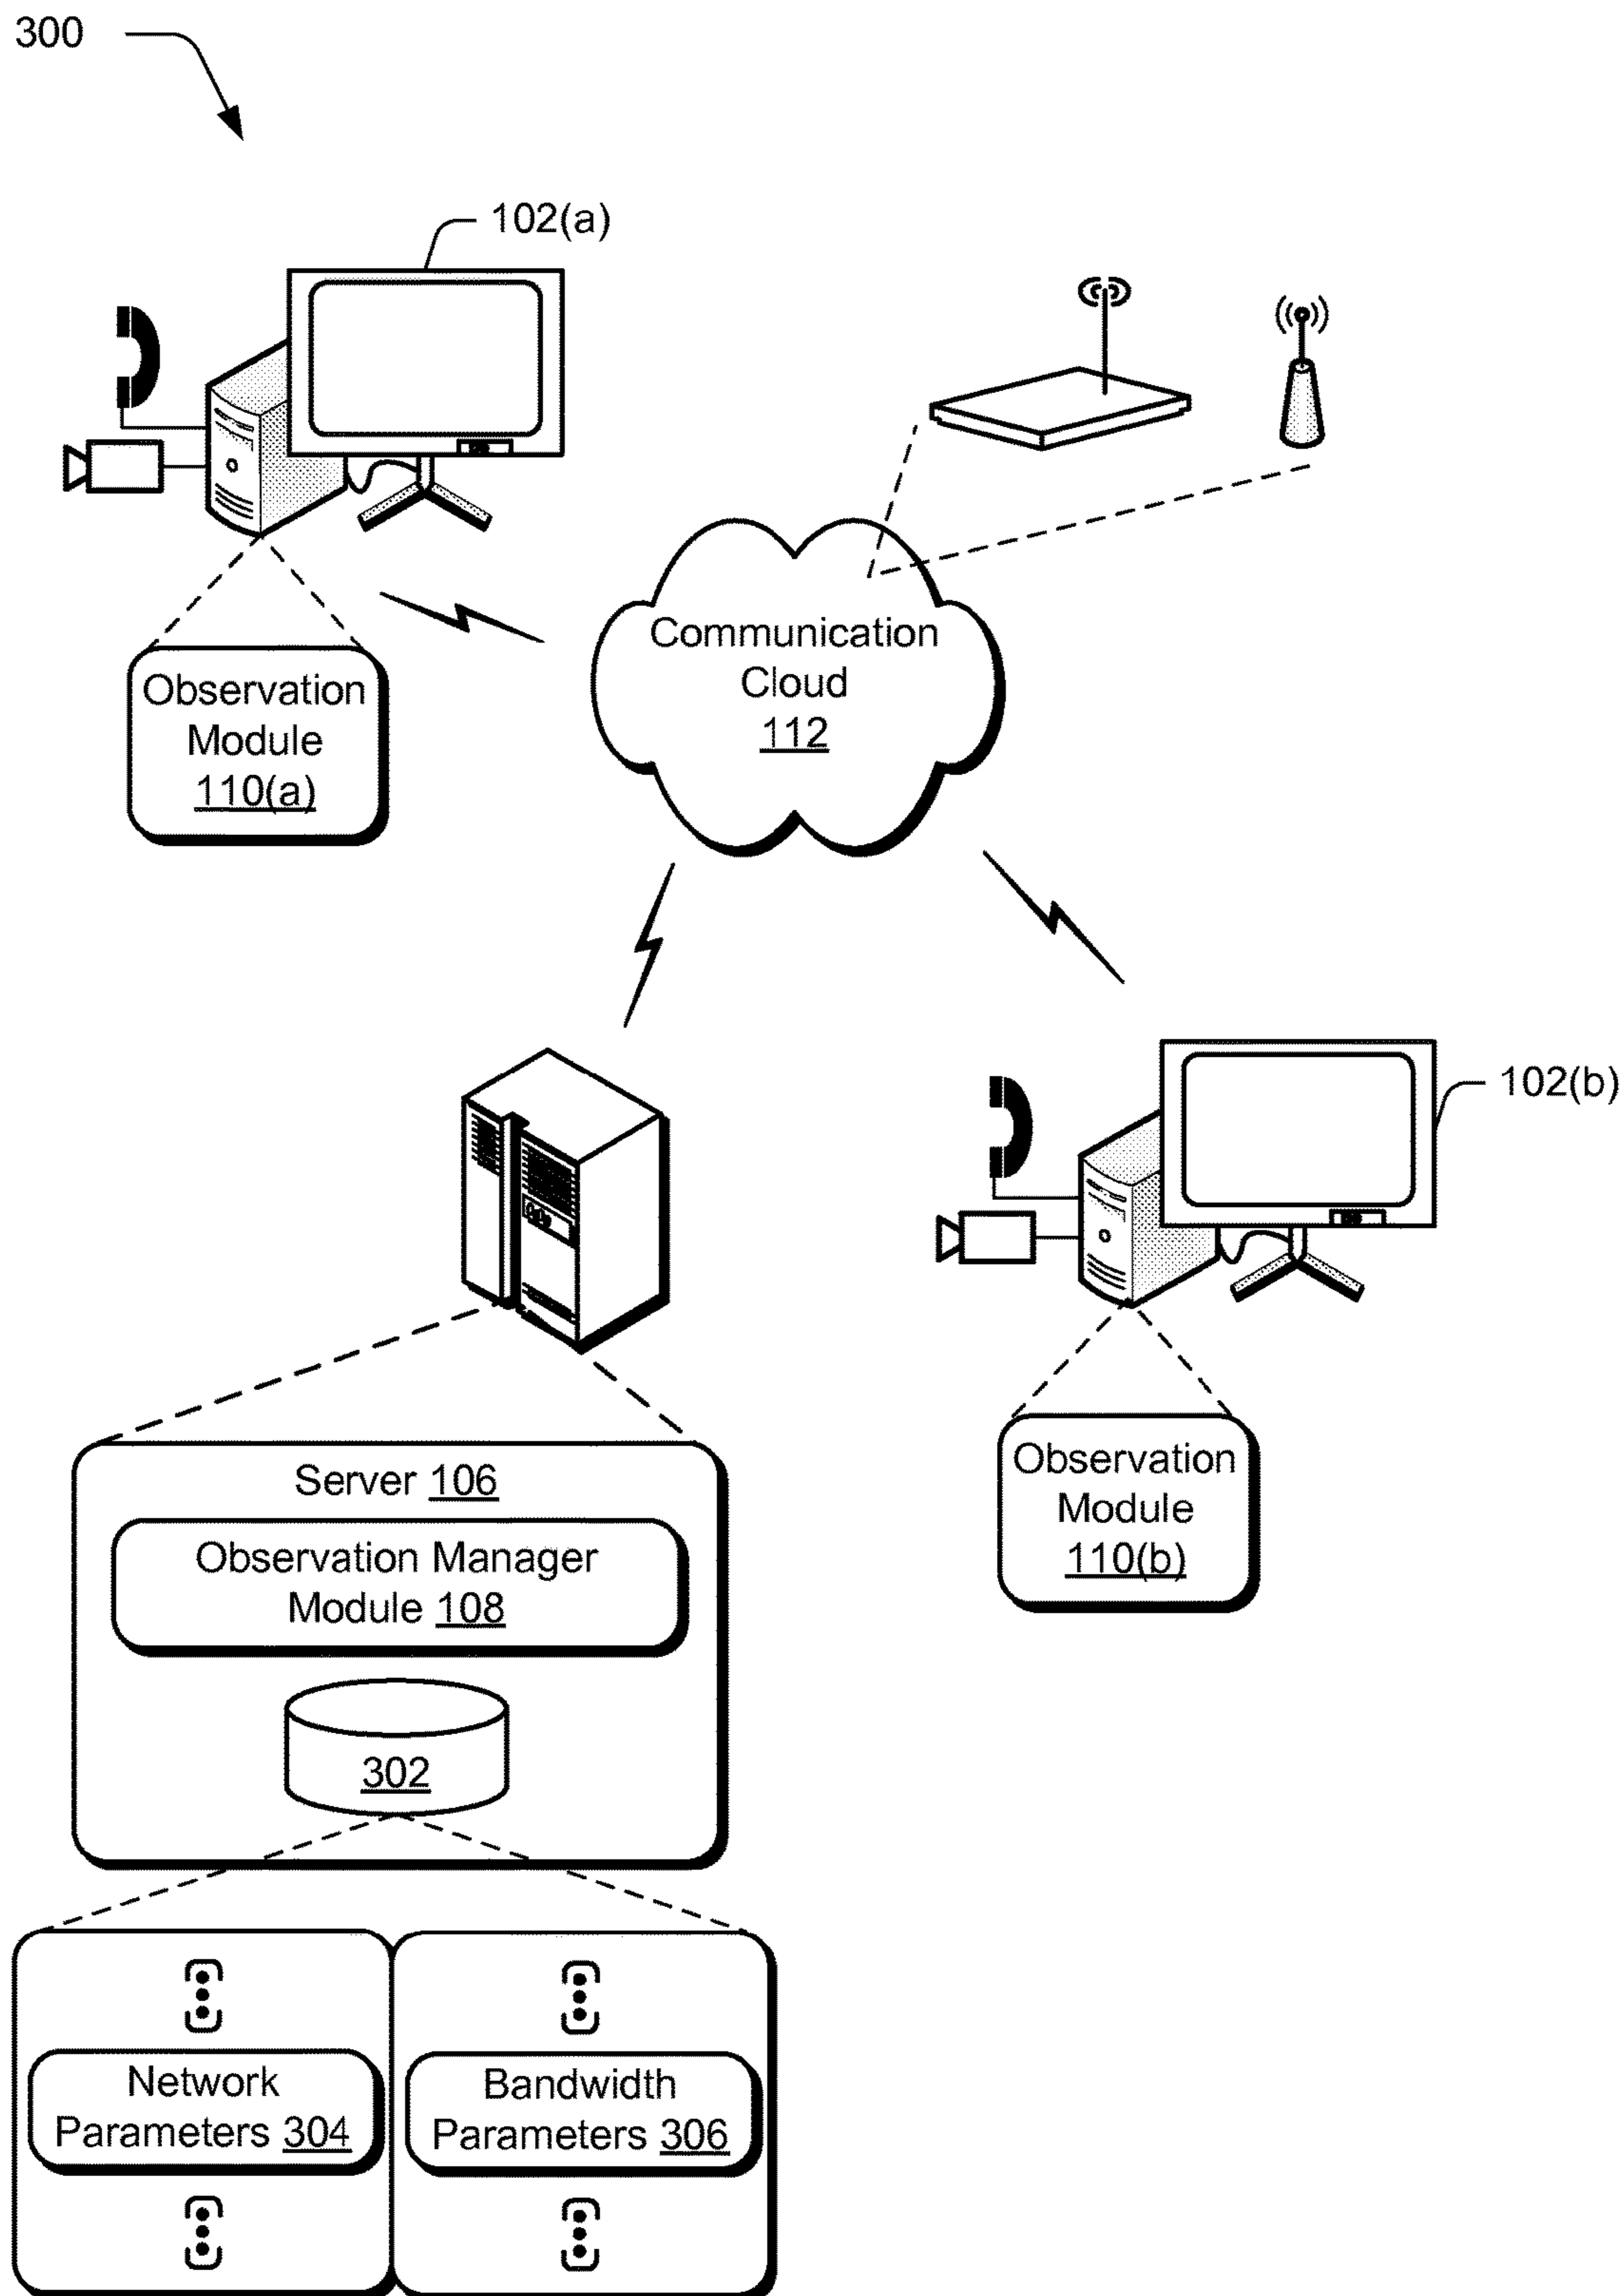 300
102(a)
Communication
Cloud
112
Observation
Module
110(a)
102(b)
Server 106
Observation Manager
Module 108
302
Observation
Module
110(b)
Network
Parameters 304
Bandwidth
Parameters 306